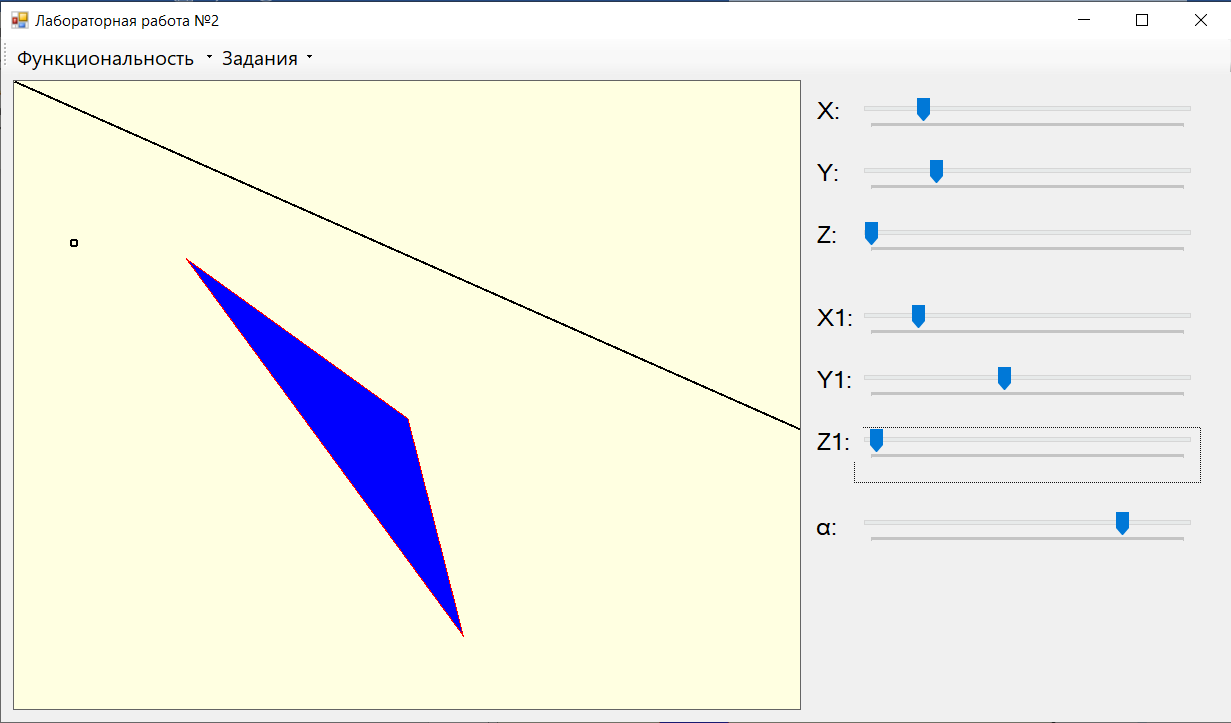 Лабораторная работа №2
Функциональность Задания
X:
Y:
Z:
X1:
Y1:
Z1:
α: